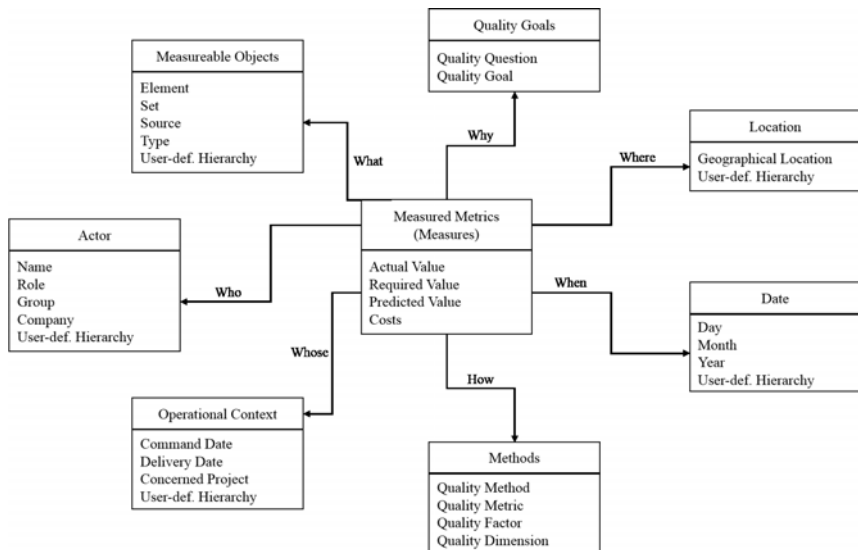 Quality Goals
Quality Question
Quality Goal
Measureable Objects
Element
Set
Source
Type
User-def. Hierarchy
What
Why
Where
Location
Geographical Location
User-def. Hierarchy
Actor
Name
Role
Group
Company
User-def. Hierarchy
Who
Measured Metrics
(Measures)
Actual Value
Required Value
Predicted Value
Costs
When
Date
Day
Month
Year
User-def. Hierarchy
Whose
How
Operational Context
Command Date
Delivery Date
Concerned Project
User-def. Hierarchy
Methods
Quality Method
Quality Metric
Quality Factor
Quality Dimension